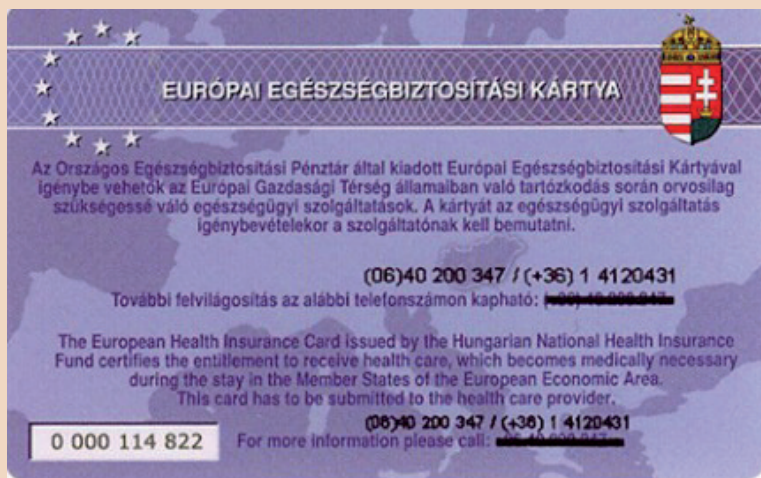 EURÓPAI EGÉSZSÉGBIZTOSÍTÁSI KÁRTYA
Az Országos Egészségbiztosítási Pénztár által kiadott Európai Egészségbiztosítási Kártyával
igénybe vehetők az Európai Gazdasági Térség államaiban való tartózkodás során orvosilag
szükségessé váló egészségügyi szolgáltatások. A kártyát az egészségügyi szolgáltatás
igénybevételekor a szolgáltatónak kell bemutatni.
(06)40 200 347 / (+36) 1 4120431
További felvilágosítás az alábbi telefonszámon kapható:
The European Health Insurance Card issued by the Hungarian National Health Insurance
Fund certifies the entitlement to receive health care, which becomes medically necessary
during the stay in the Member States of the European Economic Area.
This card has to be submitted to the health care provider.
(06)40 200 347 / (+36) 1 4120431
For more information please call:
0 000 114 822